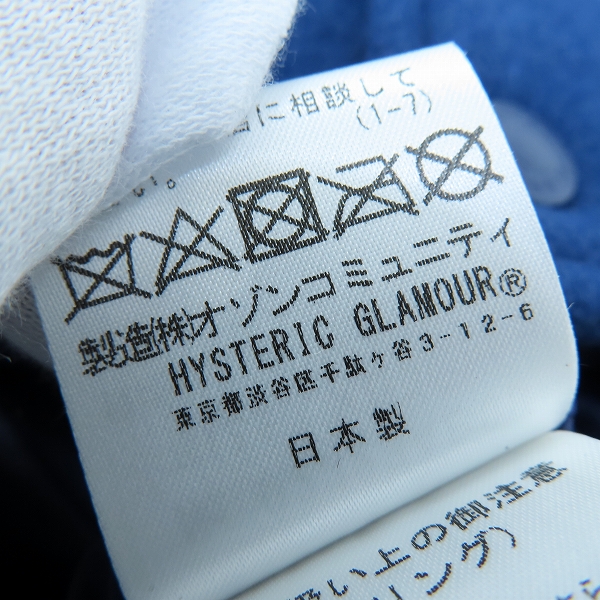 に相談して
(1-7)
い。
製造(株)オゾンコミュニティ
HYSTERIC GLAMOUR®
東京都渋谷区千駄ケ谷3-12-6
日本製
扱い上の御注意
リング)